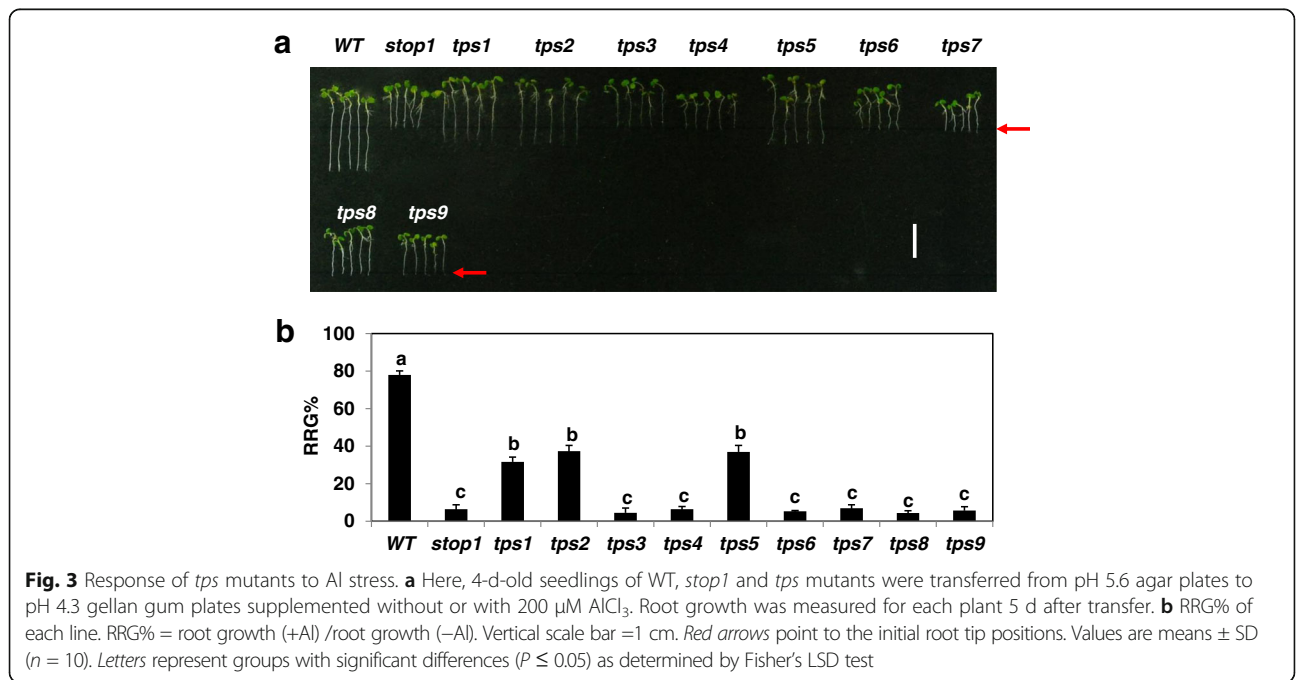 a
WT stop1 tps1 tps2 tps3 tps4 tps5 tps6 tps7
tps8 tps9
b
100
80
60
40
20
0
RRG%
a
c
b
b
c
c
b
c
c
c
c
WT stop1 tps1 tps2 tps3 tps4 tps5 tps6 tps7 tps8 tps9
Fig. 3 Response of tps mutants to Al stress. a Here, 4-d-old seedlings of WT, stop1 and tps mutants were transferred from pH 5.6 agar plates to
pH 4.3 gellan gum plates supplemented without or with 200 μM AlCl₃. Root growth was measured for each plant 5 d after transfer. b RRG% of
each line. RRG% = root growth (+Al) /root growth (−Al). Vertical scale bar =1 cm. Red arrows point to the initial root tip positions. Values are means ± SD
(n = 10). Letters represent groups with significant differences (P ≤ 0.05) as determined by Fisher's LSD test